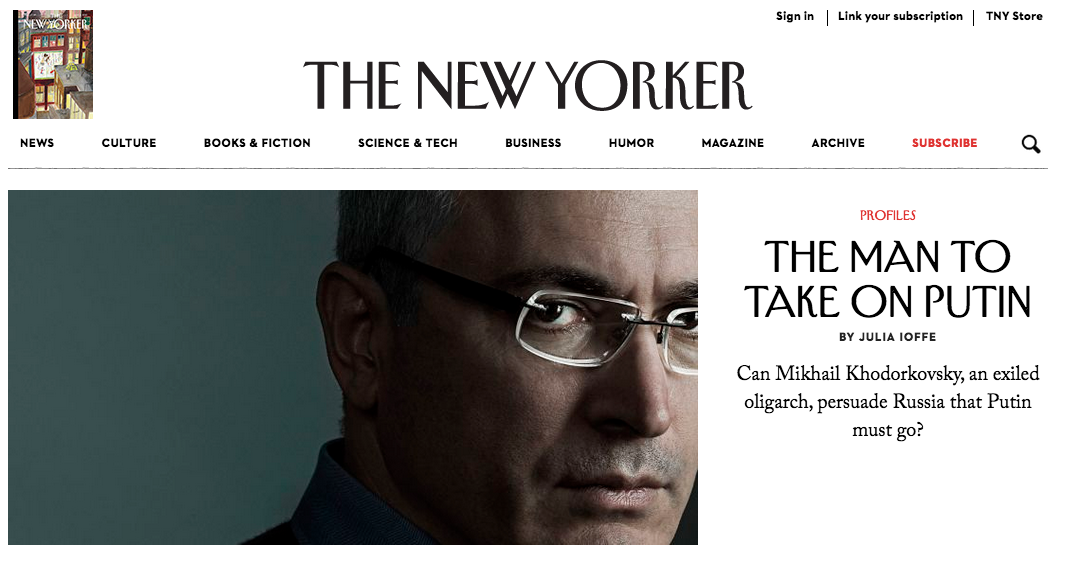 NEW YORKER
Sign in
Link your subscription
TNY Store
THE NEW YORKER
NEWS
CULTURE
BOOKS & FICTION
SCIENCE & TECH
BUSINESS
HUMOR
MAGAZINE
ARCHIVE
SUBSCRIBE
PROFILES
THE MAN TO
TAKE ON PUTIN
BY JULIA IOFFE
Can Mikhail Khodorkovsky, an exiled
oligarch, persuade Russia that Putin
must go?